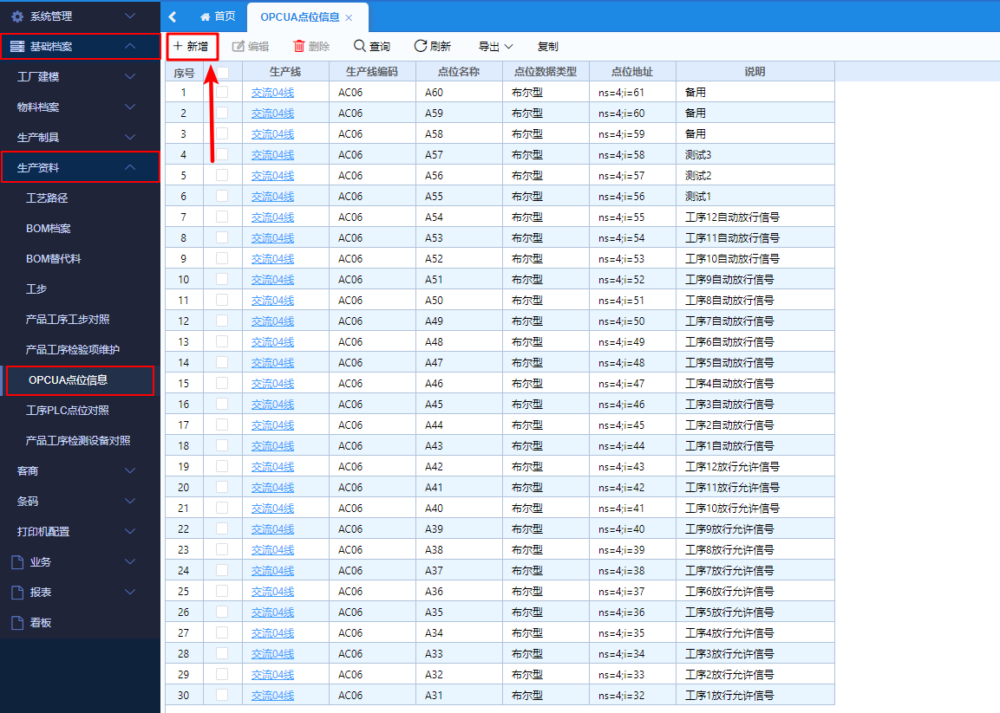 系统管理
基础档案
工厂建模
物料档案
生产制具
生产资料
工艺路径
BOM档案
BOM替代料
工步
产品工序工步对照
产品工序检验项维护
OPCUA点位信息
工序PLC点位对照
产品工序检测设备对照
客商
条码
打印机配置
业务
报表
看板
首页 OPCUA点位信息 ×
+ 新增 编辑 删除 查询 刷新 导出 复制
序号 生产线 生产线编码 点位名称 点位数据类型 点位地址 说明
1 交流04线 AC06 A60 布尔型 ns=4;i=61 备用
2 交流04线 AC06 A59 布尔型 ns=4;i=60 备用
3 交流04线 AC06 A58 布尔型 ns=4;i=59 备用
4 交流04线 AC06 A57 布尔型 ns=4;i=58 测试3
5 交流04线 AC06 A56 布尔型 ns=4;i=57 测试2
6 交流04线 AC06 A55 布尔型 ns=4;i=56 测试1
7 交流04线 AC06 A54 布尔型 ns=4;i=55 工序12自动放行信号
8 交流04线 AC06 A53 布尔型 ns=4;i=54 工序11自动放行信号
9 交流04线 AC06 A52 布尔型 ns=4;i=53 工序10自动放行信号
10 交流04线 AC06 A51 布尔型 ns=4;i=52 工序9自动放行信号
11 交流04线 AC06 A50 布尔型 ns=4;i=51 工序8自动放行信号
12 交流04线 AC06 A49 布尔型 ns=4;i=50 工序7自动放行信号
13 交流04线 AC06 A48 布尔型 ns=4;i=49 工序6自动放行信号
14 交流04线 AC06 A47 布尔型 ns=4;i=48 工序5自动放行信号
15 交流04线 AC06 A46 布尔型 ns=4;i=47 工序4自动放行信号
16 交流04线 AC06 A45 布尔型 ns=4;i=46 工序3自动放行信号
17 交流04线 AC06 A44 布尔型 ns=4;i=45 工序2自动放行信号
18 交流04线 AC06 A43 布尔型 ns=4;i=44 工序1自动放行信号
19 交流04线 AC06 A42 布尔型 ns=4;i=43 工序12放行允许信号
20 交流04线 AC06 A41 布尔型 ns=4;i=42 工序11放行允许信号
21 交流04线 AC06 A40 布尔型 ns=4;i=41 工序10放行允许信号
22 交流04线 AC06 A39 布尔型 ns=4;i=40 工序9放行允许信号
23 交流04线 AC06 A38 布尔型 ns=4;i=39 工序8放行允许信号
24 交流04线 AC06 A37 布尔型 ns=4;i=38 工序7放行允许信号
25 交流04线 AC06 A36 布尔型 ns=4;i=37 工序6放行允许信号
26 交流04线 AC06 A35 布尔型 ns=4;i=36 工序5放行允许信号
27 交流04线 AC06 A34 布尔型 ns=4;i=35 工序4放行允许信号
28 交流04线 AC06 A33 布尔型 ns=4;i=34 工序3放行允许信号
29 交流04线 AC06 A32 布尔型 ns=4;i=33 工序2放行允许信号
30 交流04线 AC06 A31 布尔型 ns=4;i=32 工序1放行允许信号